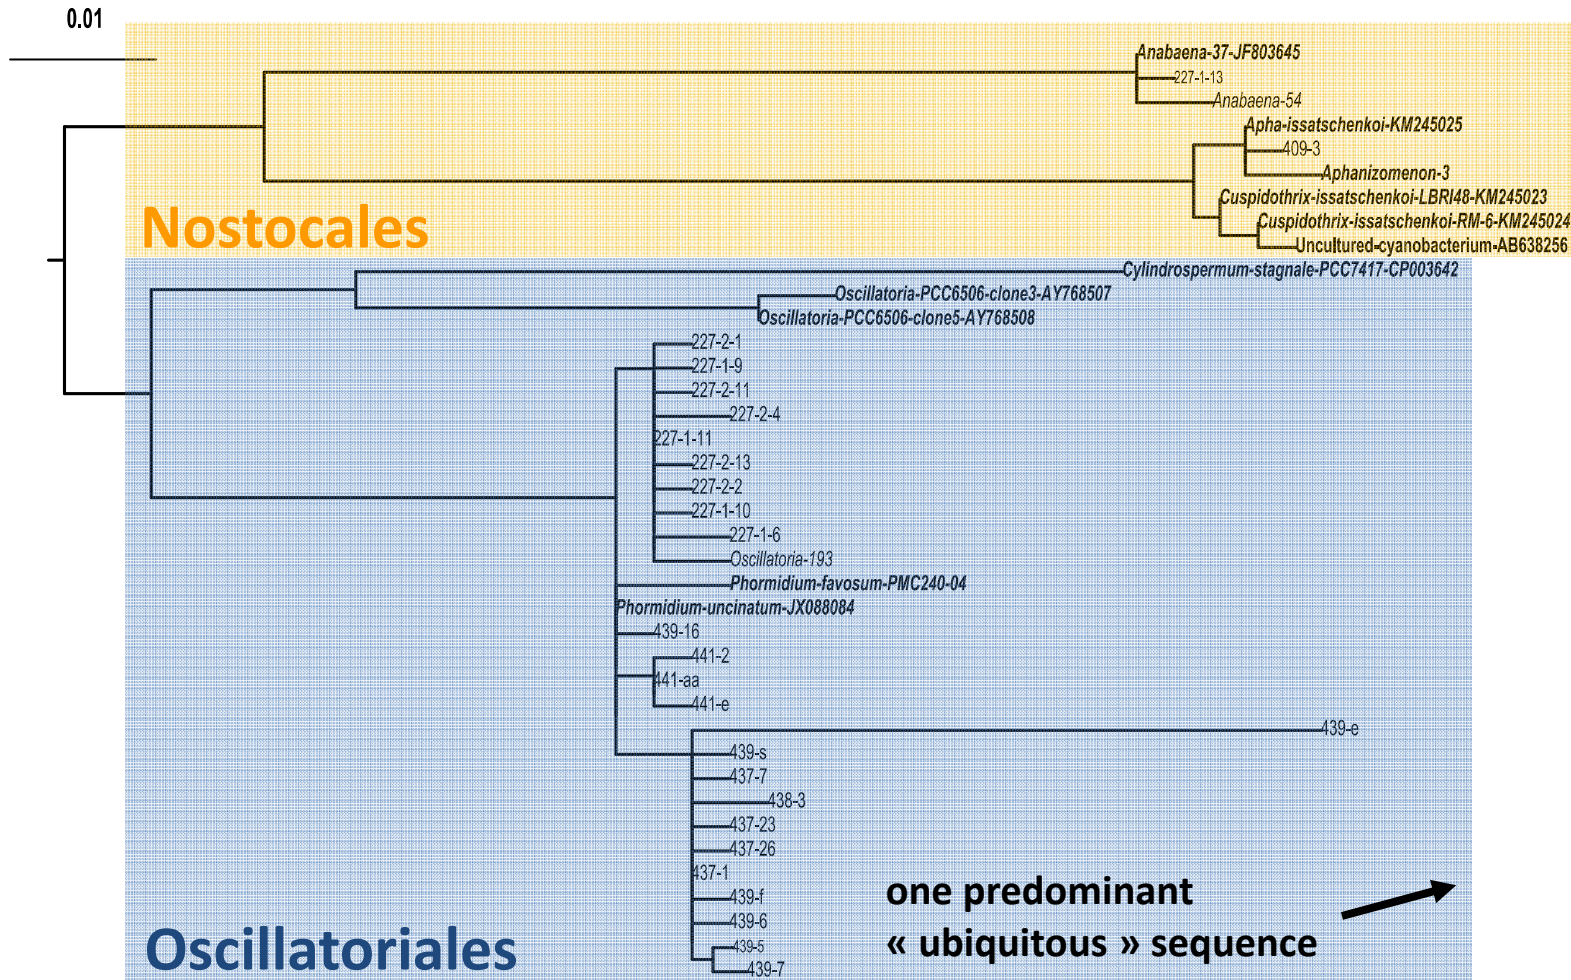 0.01
Anabaena-37-JF803645
227-1-13
Anabaena-54
Apha-issatschenkoi-KM245025
409-3
Aphanizomenon-3
Cuspidothrix-issatschenkoi-LBRI48-KM245023
Cuspidothrix-issatschenkoi-RM-6-KM245024
Nostocales
Uncultured-cyanobacterium-AB638256
Cylindrospermum-stagnale-PCC7417-CP003642
Oscillatoria-PCC6506-clone3-AY768507
Oscillatoria-PCC6506-clone5-AY768508
227-2-1
227-1-9
227-2-11
227-2-4
227-1-11
227-2-13
227-2-2
227-1-10
227-1-6
Oscillatoria-193
Phormidium-favosum-PMC240-04
Phormidium-uncinatum-JX088084
439-16
441-2
441-aa
441-e
439-e
439-s
437-7
438-3
437-23
437-26
437-1
439-f
439-6
439-5
439-7
one predominant
« ubiquitous » sequence
Oscillatoriales